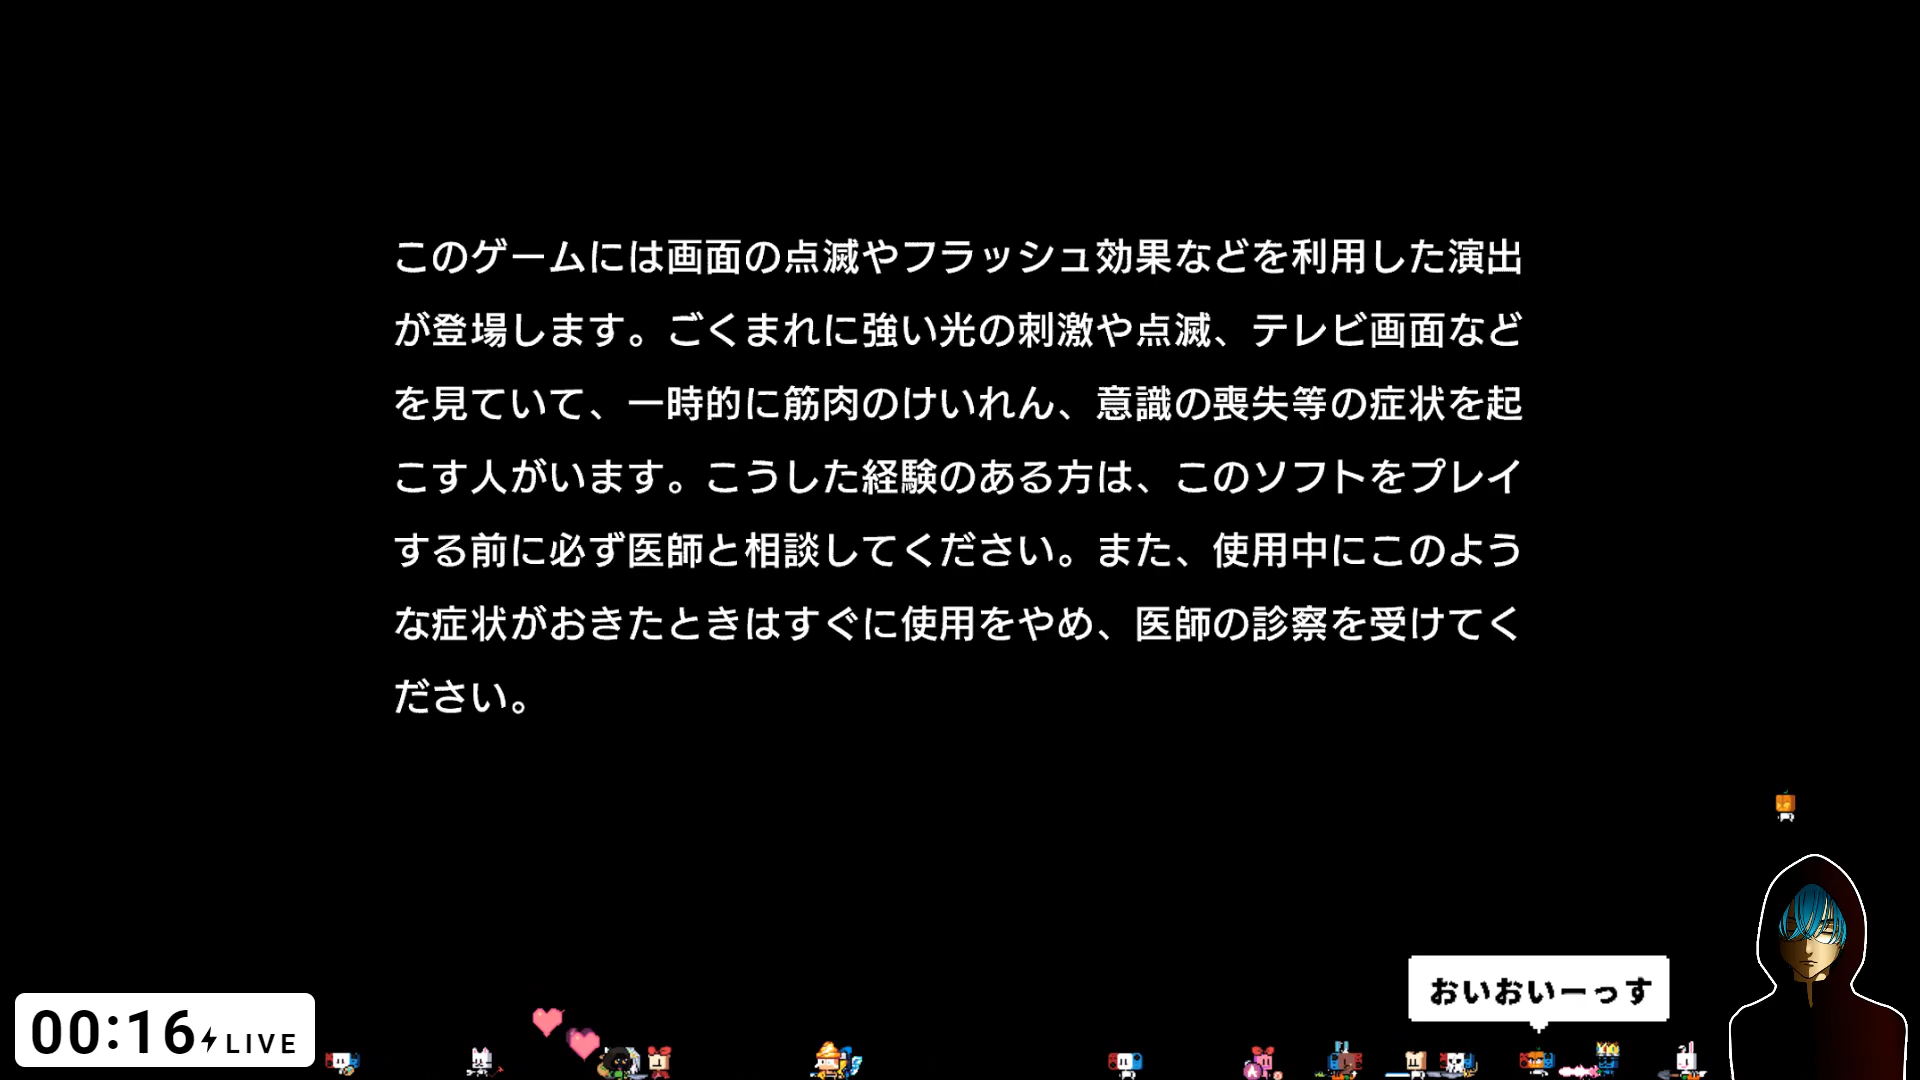 このゲームには画面の点滅やフラッシュ効果などを利用した演出
が登場します。ごくまれに強い光の刺激や点滅、テレビ画面など
を見ていて、一時的に筋肉のけいれん、意識の喪失等の症状を起
こす人がいます。こうした経験のある方は、このソフトをプレイ
する前に必ず医師と相談してください。また、使用中にこのよう
な症状がおきたときはすぐに使用をやめ、医師の診察を受けてく
ださい。
おいおいーっす
00:16 LIVE